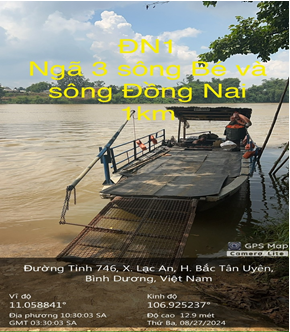 ĐN1
Ngã 3 sông Bé và
sông Đồng Nai
1km
GPS Map
Camera Lite
Đường Tỉnh 746, X. Lạc An, H. Bắc Tân Uyên,
Bình Dương, Việt Nam
Vĩ độ
11.058841°
Kinh độ
106.925237°
Địa phương 10:30:03 SA
GMT 03:30:03 SA
Độ cao 12.9 mét
Thứ Ba, 08/27/2024